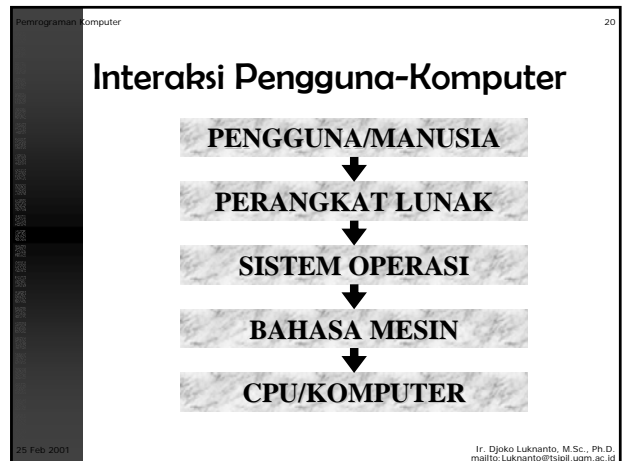 Pemrograman Komputer 20
Interaksi Pengguna-Komputer
PENGGUNA/MANUSIA
PERANGKAT LUNAK
SISTEM OPERASI
BAHASA MESIN
CPU/KOMPUTER
25 Feb 2001 Ir. Djoko Luknanto, M.Sc., Ph.D.
mailto:Luknanto@tsipil.ugm.ac.id